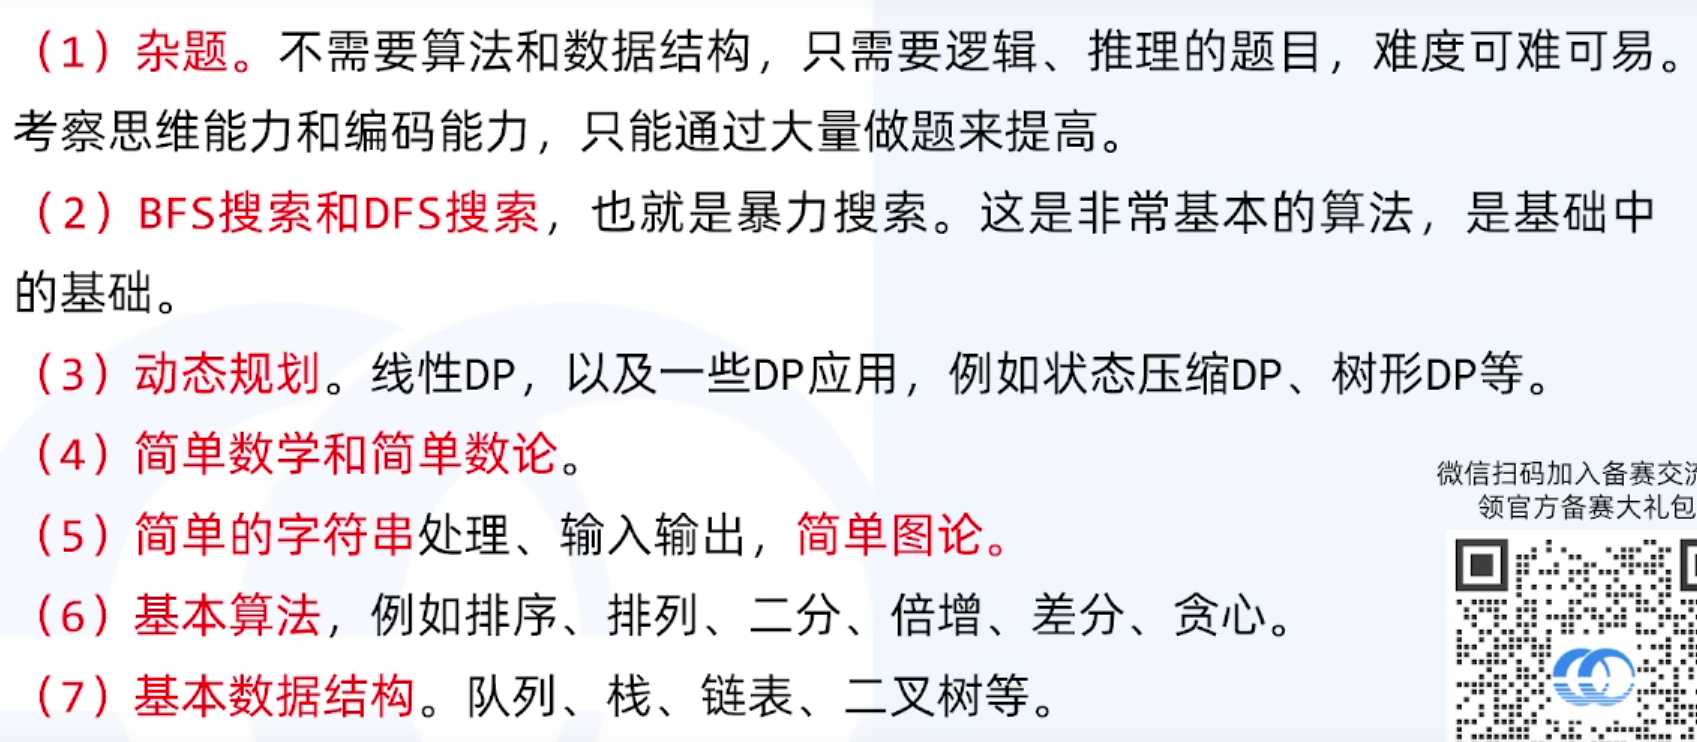 （1）杂题。不需要算法和数据结构，只需要逻辑、推理的题目，难度可难可易。
考察思维能力和编码能力，只能通过大量做题来提高。
（2）BFS搜索和DFS搜索，也就是暴力搜索。这是非常基本的算法，是基础中
的基础。
（3）动态规划。线性DP，以及一些DP应用，例如状态压缩DP、树形DP等。
（4）简单数学和简单数论。
（5）简单的字符串处理、输入输出，简单图论。
（6）基本算法，例如排序、排列、二分、倍增、差分、贪心。
（7）基本数据结构。队列、栈、链表、二叉树等。
微信扫码加入备赛交流
领官方备赛大礼包